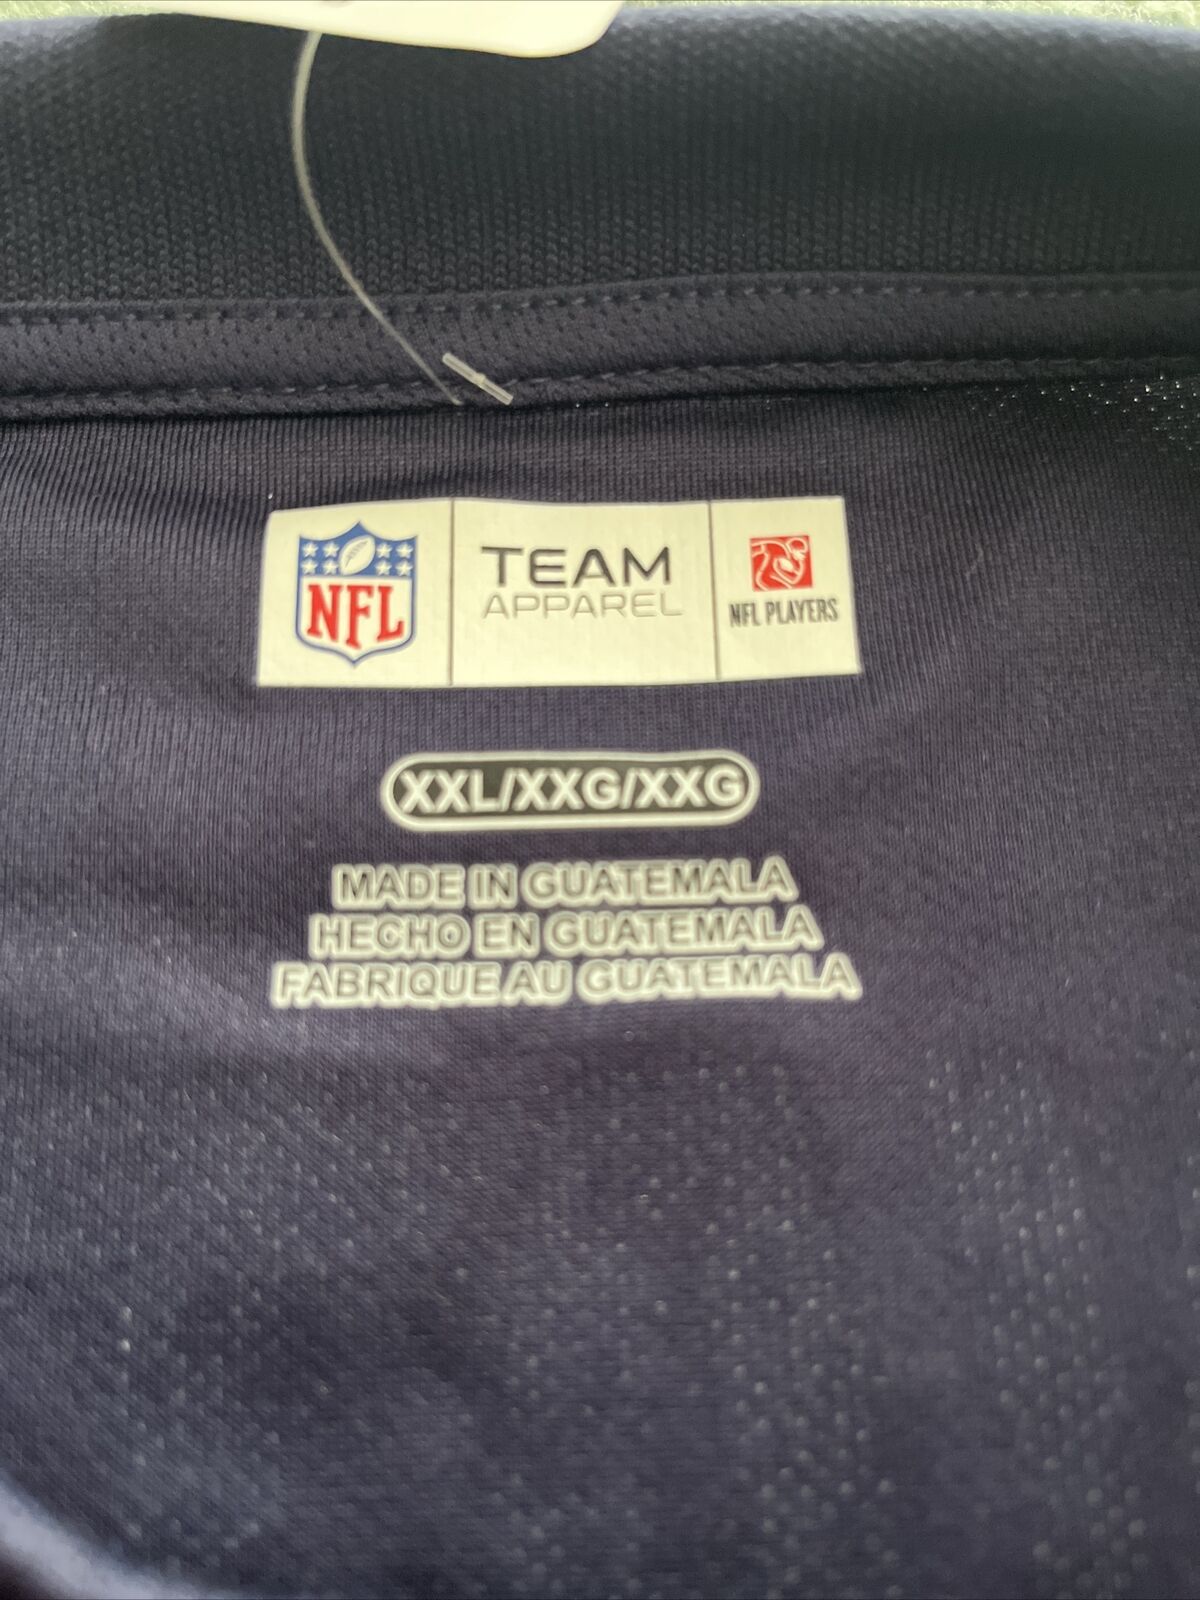 NFL
TEAM
APPAREL
NFL PLAYERS
XXL/XXG/XXG
MADE IN GUATEMALA
HECHO EN GUATEMALA
FABRIQUE AU GUATEMALA